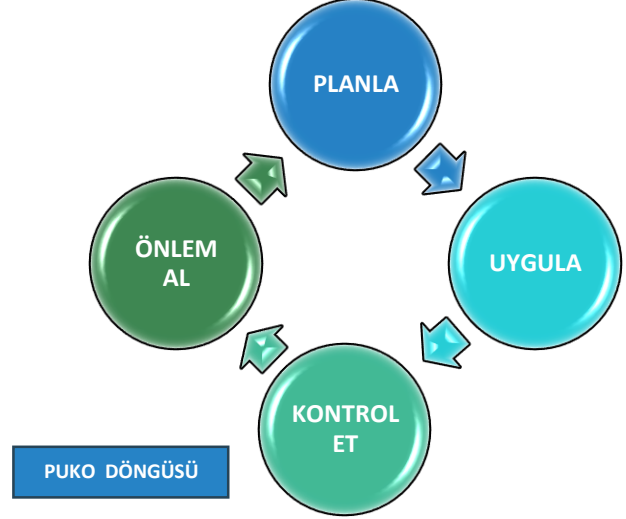 PLANLA
UYGULA
KONTROL
ET
ÖNLEM
AL
PUKO DÖNGÜSÜ